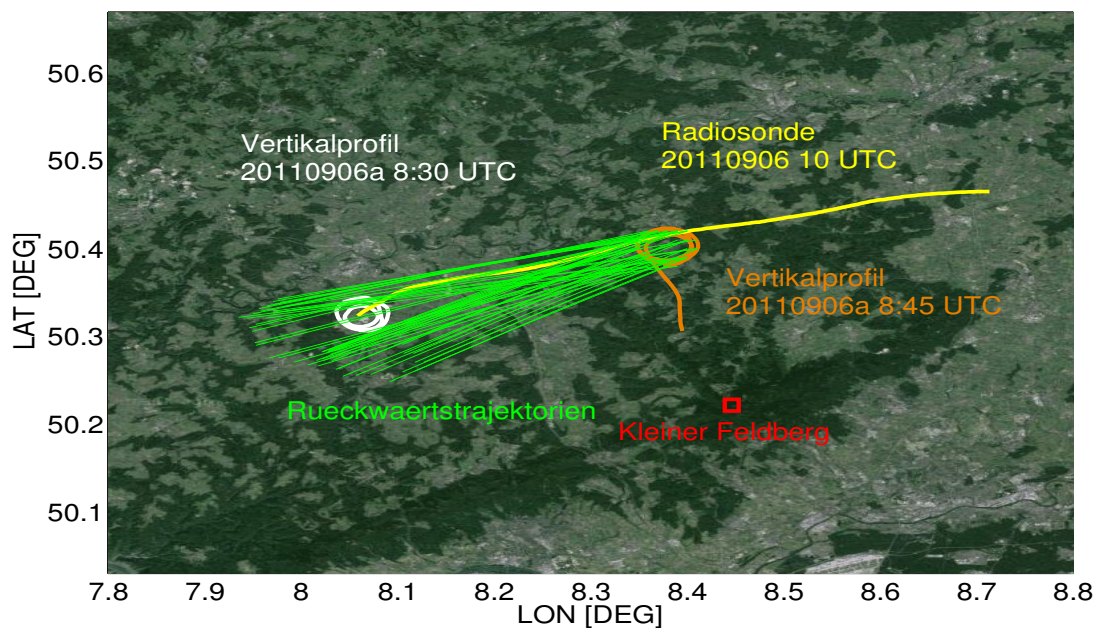 50.6
50.5
50.4
50.3
50.2
50.1
LAT [DEG]
Vertikalprofil
20110906a 8:30 UTC
Radiosonde
20110906 10 UTC
Vertikalprofil
20110906a 8:45 UTC
Rueckwaertstrajektorien
Kleiner Feldberg
7.8 7.9 8 8.1 8.2 8.3 8.4 8.5 8.6 8.7 8.8
LON [DEG]